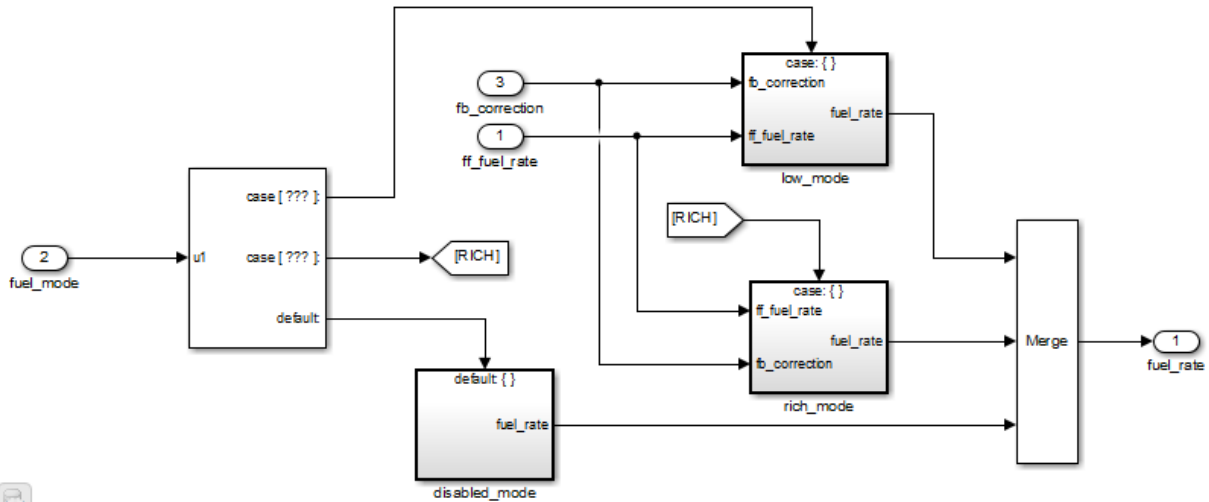 case: { }
3
fb_correction
fb_correction
fuel_rate
1
ff_fuel_rate
ff_fuel_rate
low_mode
case [ ??? ]:
[RICH]
2
fuel_mode
u1
case [ ??? ]:
[RICH]
case: { }
ff_fuel_rate
default:
fuel_rate
Merge
1
fuel_rate
fb_correction
default: { }
rich_mode
fuel_rate
disabled_mode